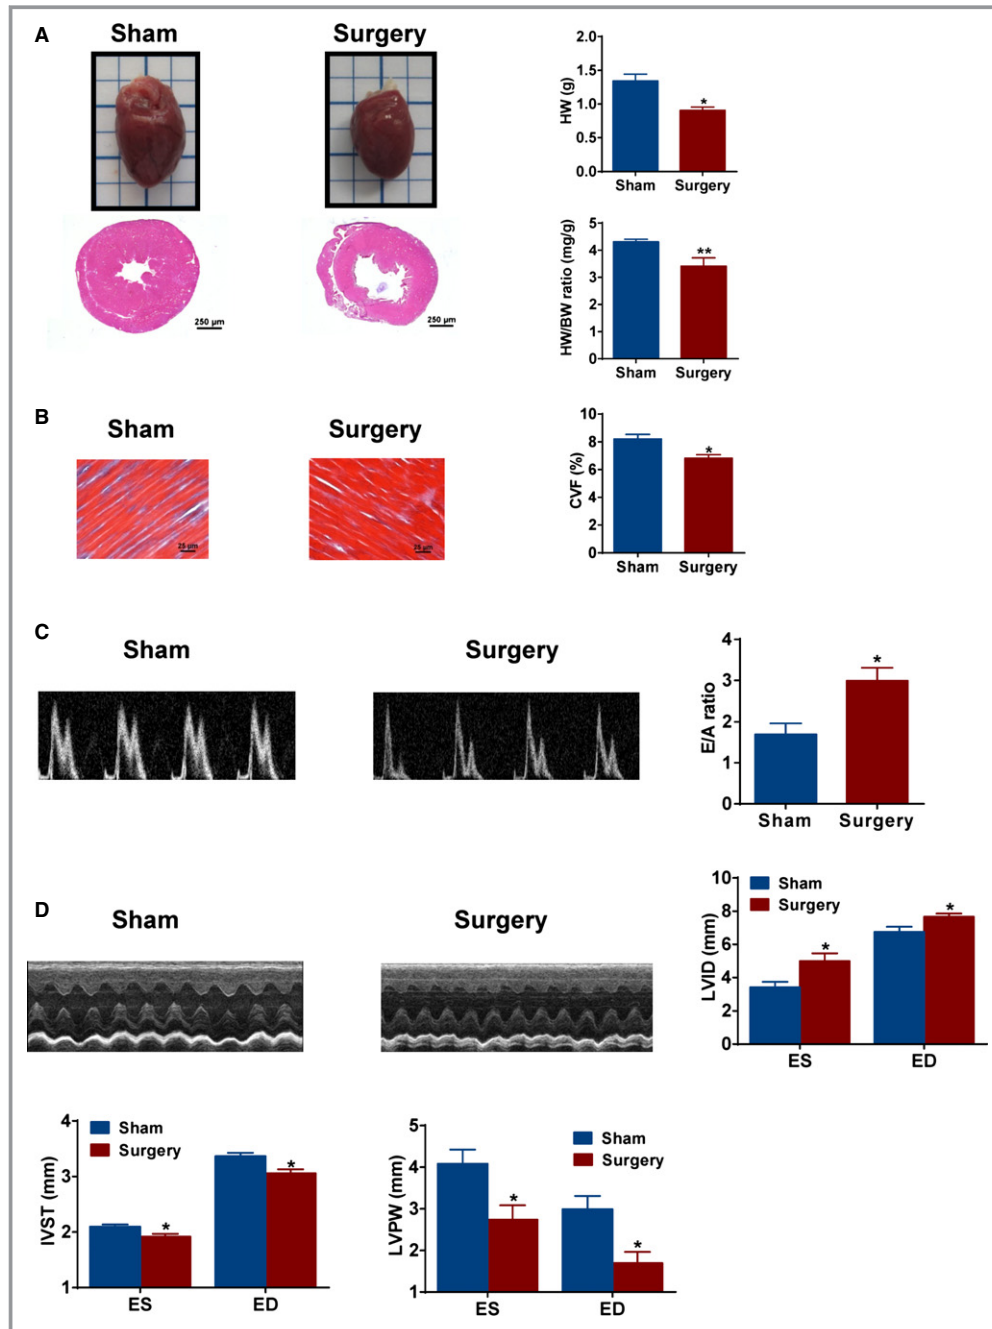 A
Sham
Surgery
250 µm
250 µm
HW (g)
2.0
1.5
1.0
0.5
0.0
*
Sham
Surgery
HW/BW ratio (mg/g)
5
4
3
2
1
0
**
Sham
Surgery
B
Sham
Surgery
25 µm
25 µm
CVF (%)
10
8
6
4
2
0
*
Sham
Surgery
C
Sham
Surgery
E/A ratio
4
3
2
1
0
*
Sham
Surgery
D
Sham
Surgery
LVID (mm)
10
8
6
4
2
0
Sham
Surgery
*
*
ES
ED
IVST (mm)
4
3
2
1
Sham
Surgery
*
*
ES
ED
LVPW (mm)
5
4
3
2
1
Sham
Surgery
*
*
ES
ED